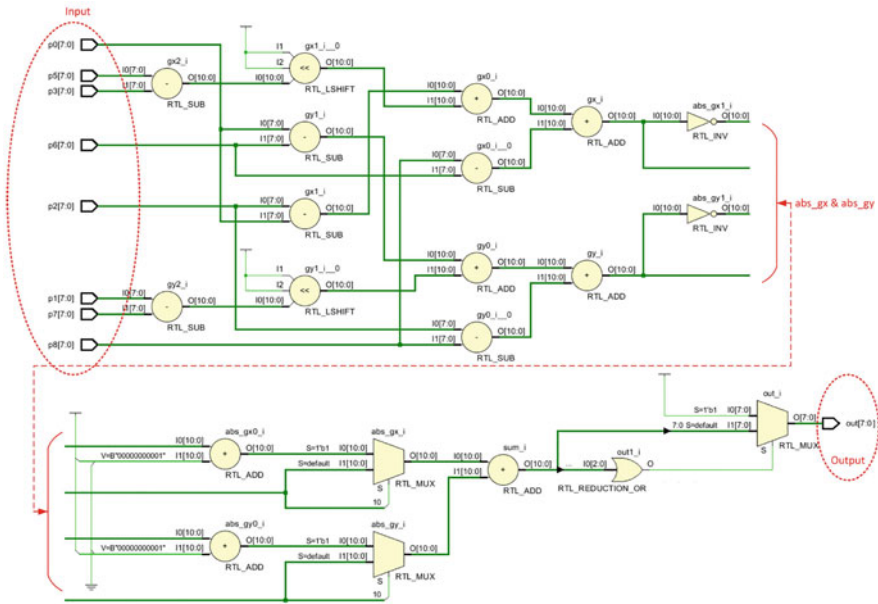 Input
p0[7:0]
p5[7:0]
p3[7:0]
p6[7:0]
p2[7:0]
p1[7:0]
p7[7:0]
p8[7:0]
gx2_i
I0[7:0]
I1[7:0]
-
O[10:0]
RTL_SUB
gx1_i__0
I1
I2
I0[10:0]
<<
O[10:0]
RTL_LSHIFT
gy1_i
I0[7:0]
I1[7:0]
-
O[10:0]
RTL_SUB
gx1_i
I0[7:0]
I1[7:0]
-
O[10:0]
RTL_SUB
gy2_i
I0[7:0]
I1[7:0]
-
O[10:0]
RTL_SUB
gy1_i__0
I1
I2
I0[10:0]
<<
O[10:0]
RTL_LSHIFT
gx0_i
I0[10:0]
I1[10:0]
+
O[10:0]
RTL_ADD
gx0_i__0
I0[7:0]
I1[7:0]
-
O[10:0]
RTL_SUB
gx_i
I0[10:0]
I1[10:0]
+
O[10:0]
RTL_ADD
abs_gx1_i
I0[10:0]
O[10:0]
RTL_INV
gy0_i
I0[10:0]
I1[10:0]
+
O[10:0]
RTL_ADD
gy0_i__0
I0[7:0]
I1[7:0]
-
O[10:0]
RTL_SUB
gy_i
I0[10:0]
I1[10:0]
+
O[10:0]
RTL_ADD
abs_gy1_i
I0[10:0]
O[10:0]
RTL_INV
abs_gx & abs_gy
abs_gx0_i
I0[10:0]
V=B"00000000001"
I1[10:0]
+
O[10:0]
RTL_ADD
abs_gx_i
S=1'b1
I0[10:0]
S=default
I1[10:0]
O[10:0]
S
10
RTL_MUX
abs_gy0_i
I0[10:0]
V=B"00000000001"
I1[10:0]
+
O[10:0]
RTL_ADD
abs_gy_i
S=1'b1
I0[10:0]
S=default
I1[10:0]
O[10:0]
S
10
RTL_MUX
sum_i
I0[10:0]
I1[10:0]
+
O[10:0]
RTL_ADD
out1_i
...
I0[2:0]
O
RTL_REDUCTION_OR
out_i
S=1'b1
I0[7:0]
7:0
S=default
I1[7:0]
O[7:0]
S
RTL_MUX
out[7:0]
Output